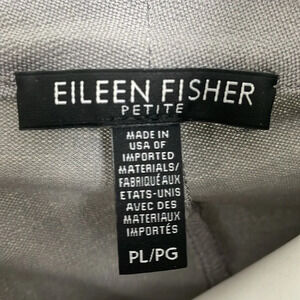 EILEEN FISHER
PETITE
MADE IN
USA OF
IMPORTED
MATERIALS/
FABRIQUÉ AUX
ETATS-UNIS
AVEC DES
MATERIAUX
IMPORTÉS
PL/PG